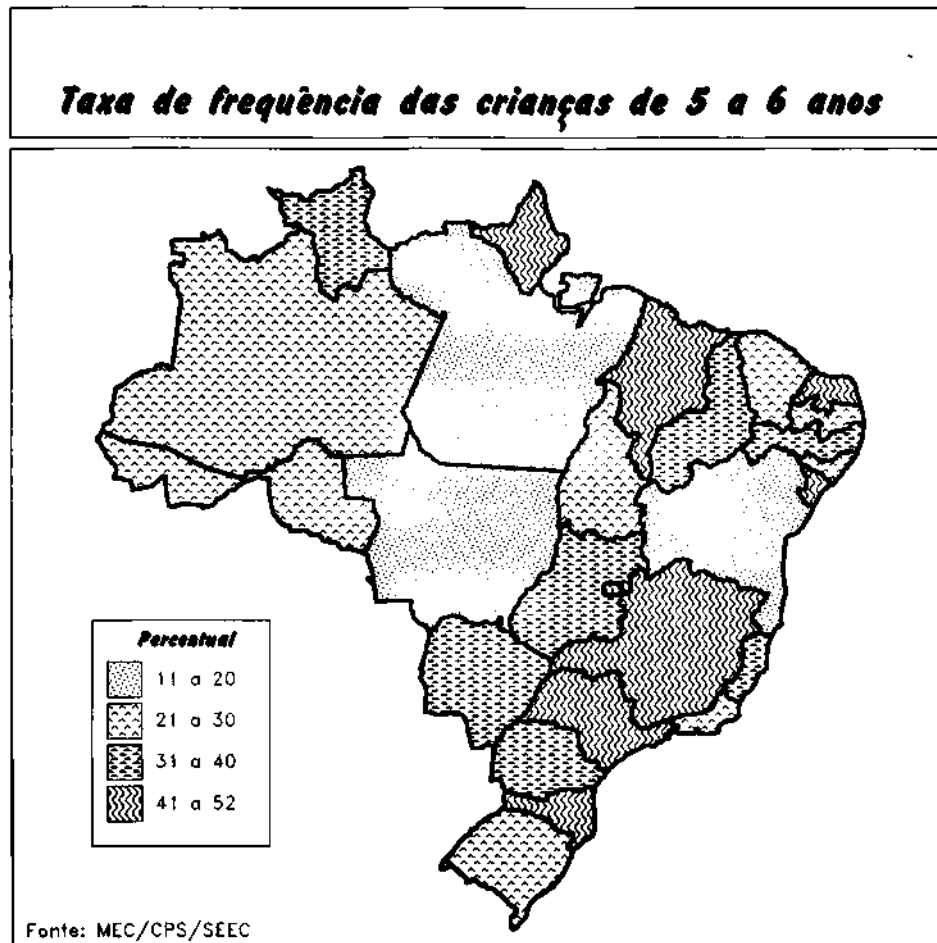 Taxa de frequência das crianças de 5 a 6 anos
Percentual
11 a 20
21 a 30
31 a 40
41 a 52
Fonte: MEC/CPS/SEEC